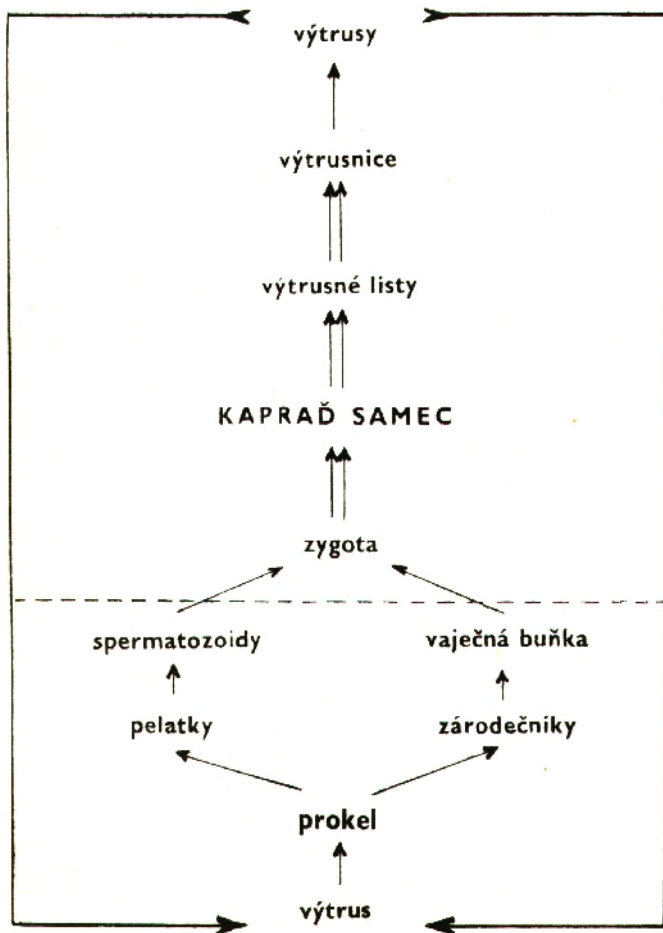 výtrusy
výtrusnice
výtrusné listy
KAPRAĎ SAMEC
zygota
spermatozoidy vaječná buňka
pelatky zárodečníky
prokel
výtrus